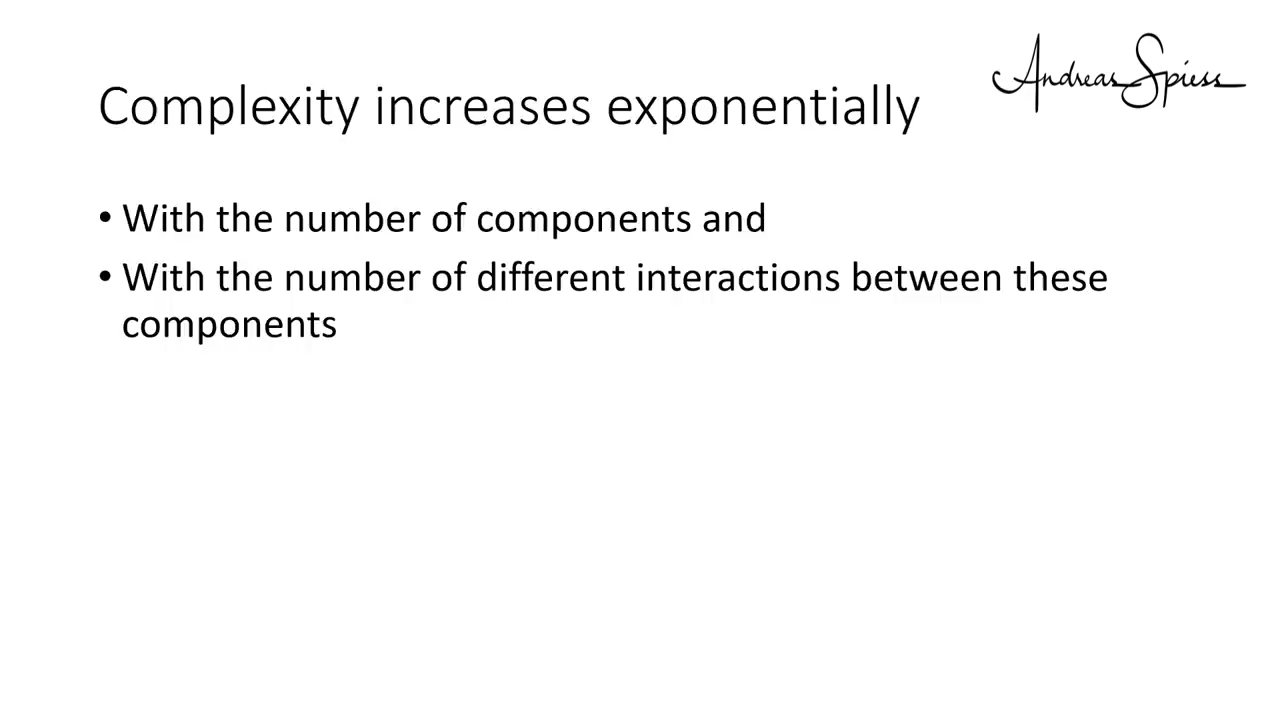 Andreas Spiess
Complexity increases exponentially
• With the number of components and
• With the number of different interactions between these
components